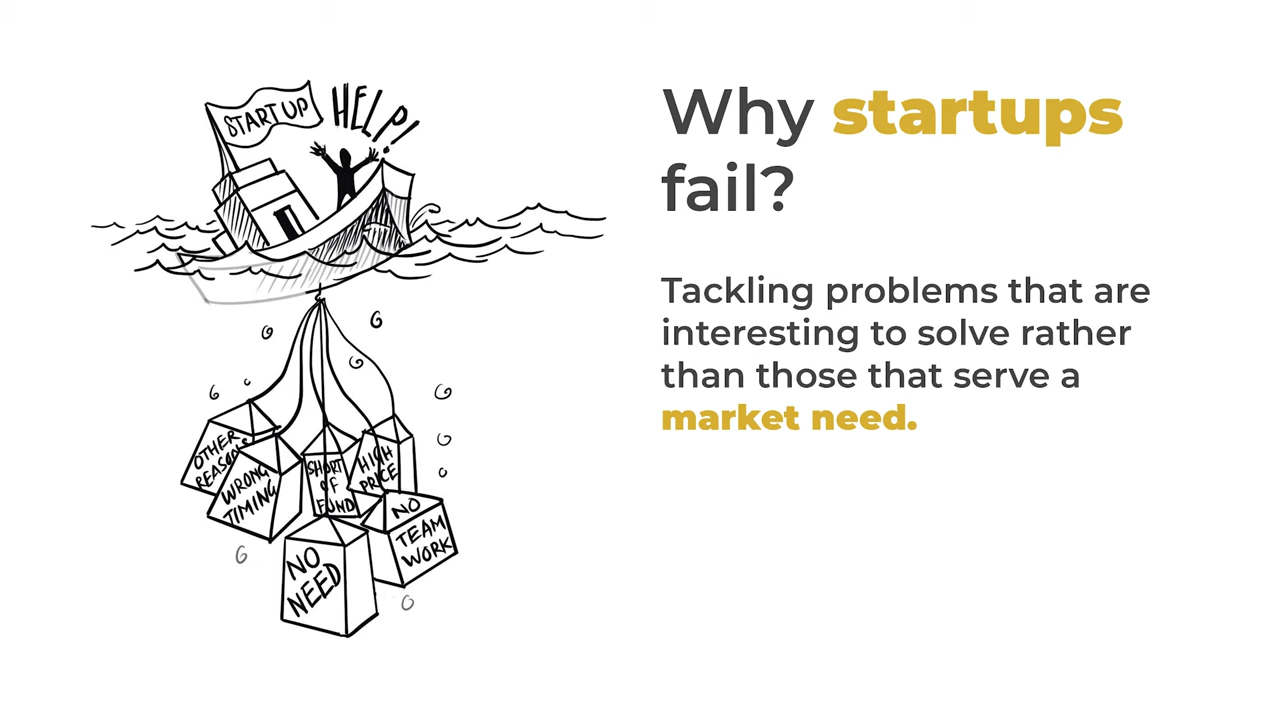 START UP
HELP!
OTHER
REASONS
WRONG
TIMING
SHORT
OF
FUND
HIGH
PRICE
NO
TEAM
WORK
NO
NEED
Why startups
fail?
Tackling problems that are
interesting to solve rather
than those that serve a
market need.